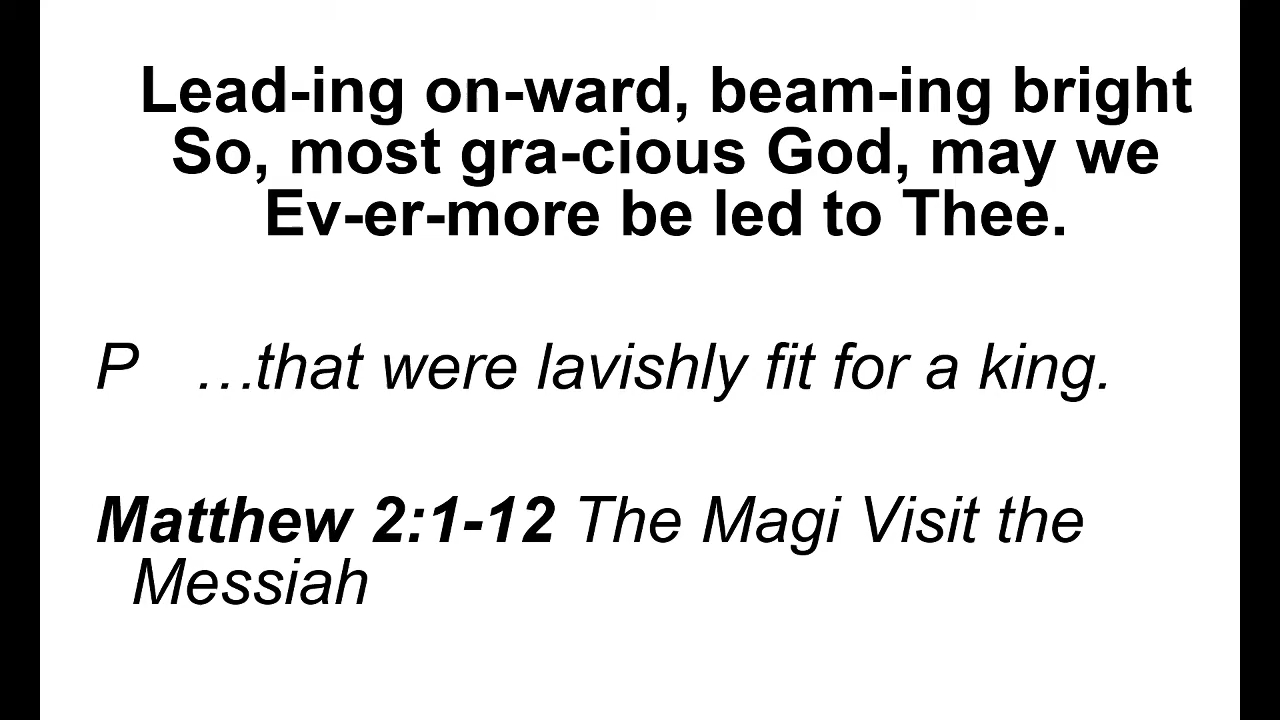 Lead-ing on-ward, beam-ing bright
So, most gra-cious God, may we
Ev-er-more be led to Thee.
P …that were lavishly fit for a king.
Matthew 2:1-12 The Magi Visit the
Messiah